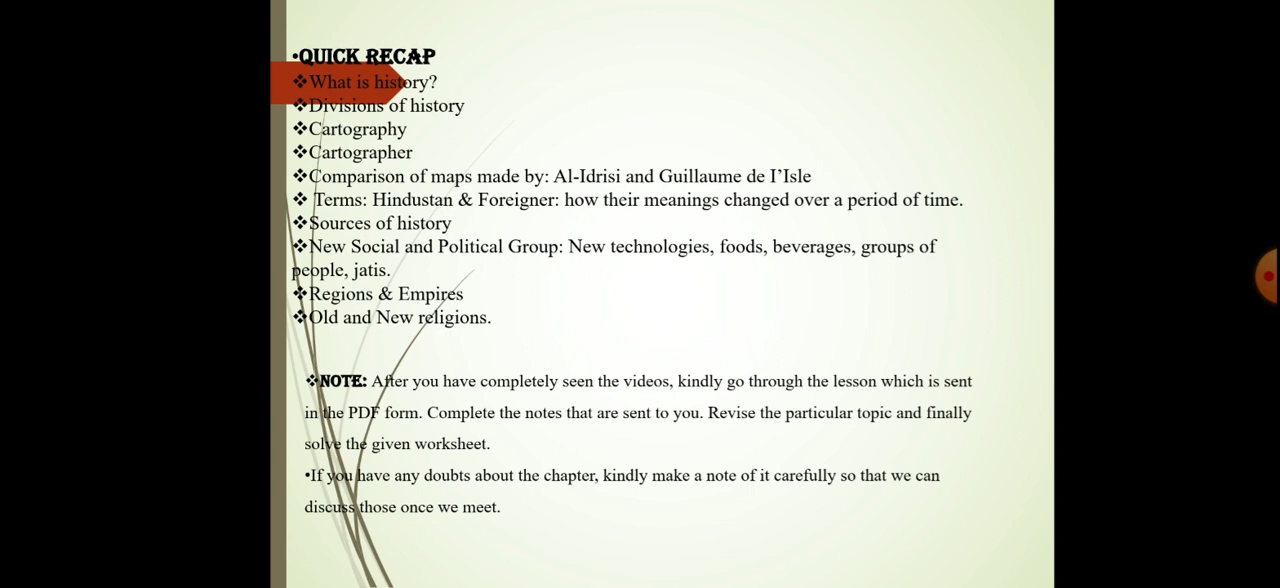 •QUICK RECAP
❖What is history?
❖Divisions of history
❖Cartography
❖Cartographer
❖Comparison of maps made by: Al-Idrisi and Guillaume de I’Isle
❖ Terms: Hindustan & Foreigner: how their meanings changed over a period of time.
❖Sources of history
❖New Social and Political Group: New technologies, foods, beverages, groups of
people, jatis.
❖Regions & Empires
❖Old and New religions.
❖NOTE: After you have completely seen the videos, kindly go through the lesson which is sent
in the PDF form. Complete the notes that are sent to you. Revise the particular topic and finally
solve the given worksheet.
•If you have any doubts about the chapter, kindly make a note of it carefully so that we can
discuss those once we meet.